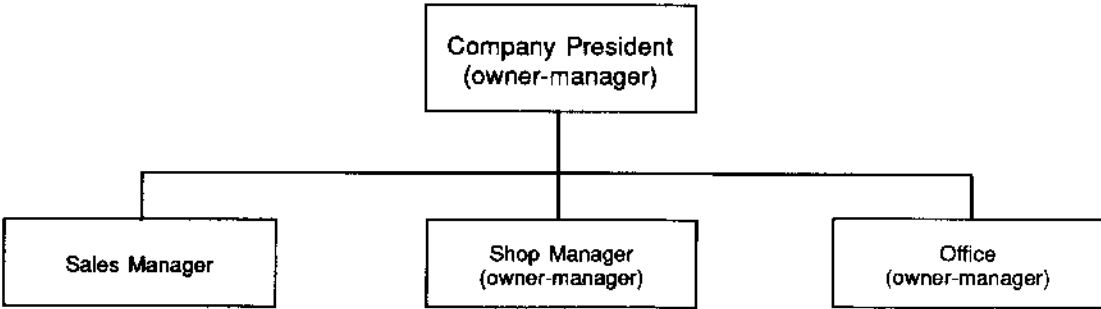 Company President
(owner-manager)
Sales Manager
Shop Manager
(owner-manager)
Office
(owner-manager)